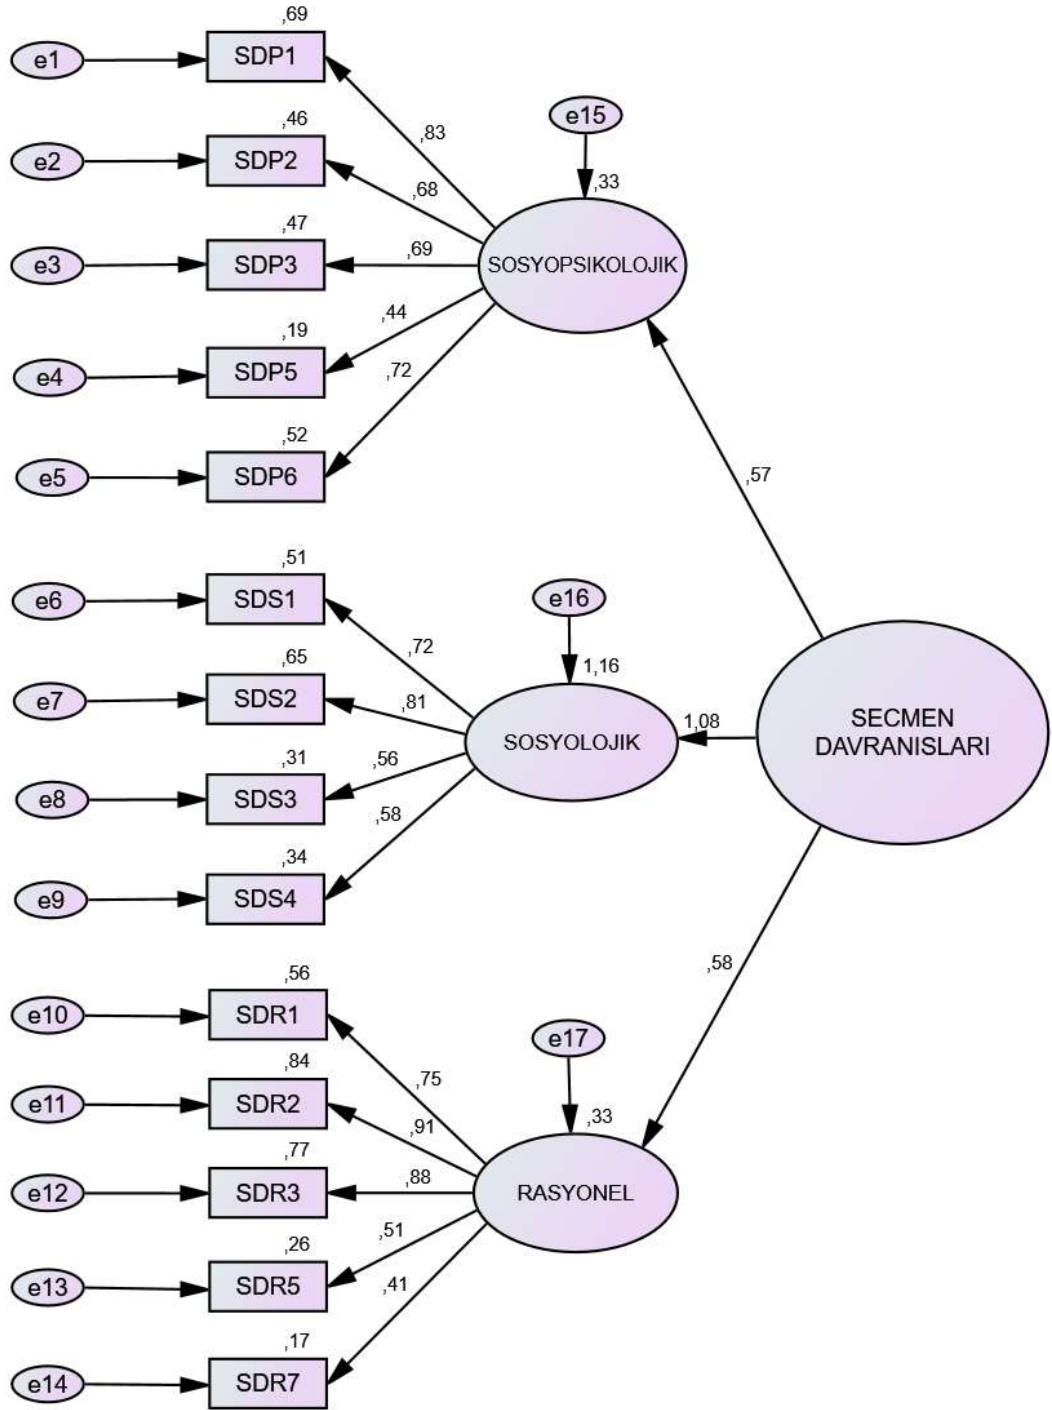 ,69
e1
SDP1
,83
e15
,46
e2
SDP2
,68
,33
,47
e3
SDP3
,69
SOSYOPSIKOLOJIK
,44
,19
e4
SDP5
,72
,52
e5
SDP6
,57
,51
e6
SDS1
e16
,72
,65
1,16
e7
SDS2
,81
1,08
SECMEN
DAVRANISLARI
SOSYOLOJIK
,31
,56
e8
SDS3
,58
,34
e9
SDS4
,58
,56
e10
SDR1
e17
,75
,84
e11
SDR2
,91
,33
,77
e12
SDR3
,88
RASYONEL
,51
,26
e13
SDR5
,41
,17
e14
SDR7